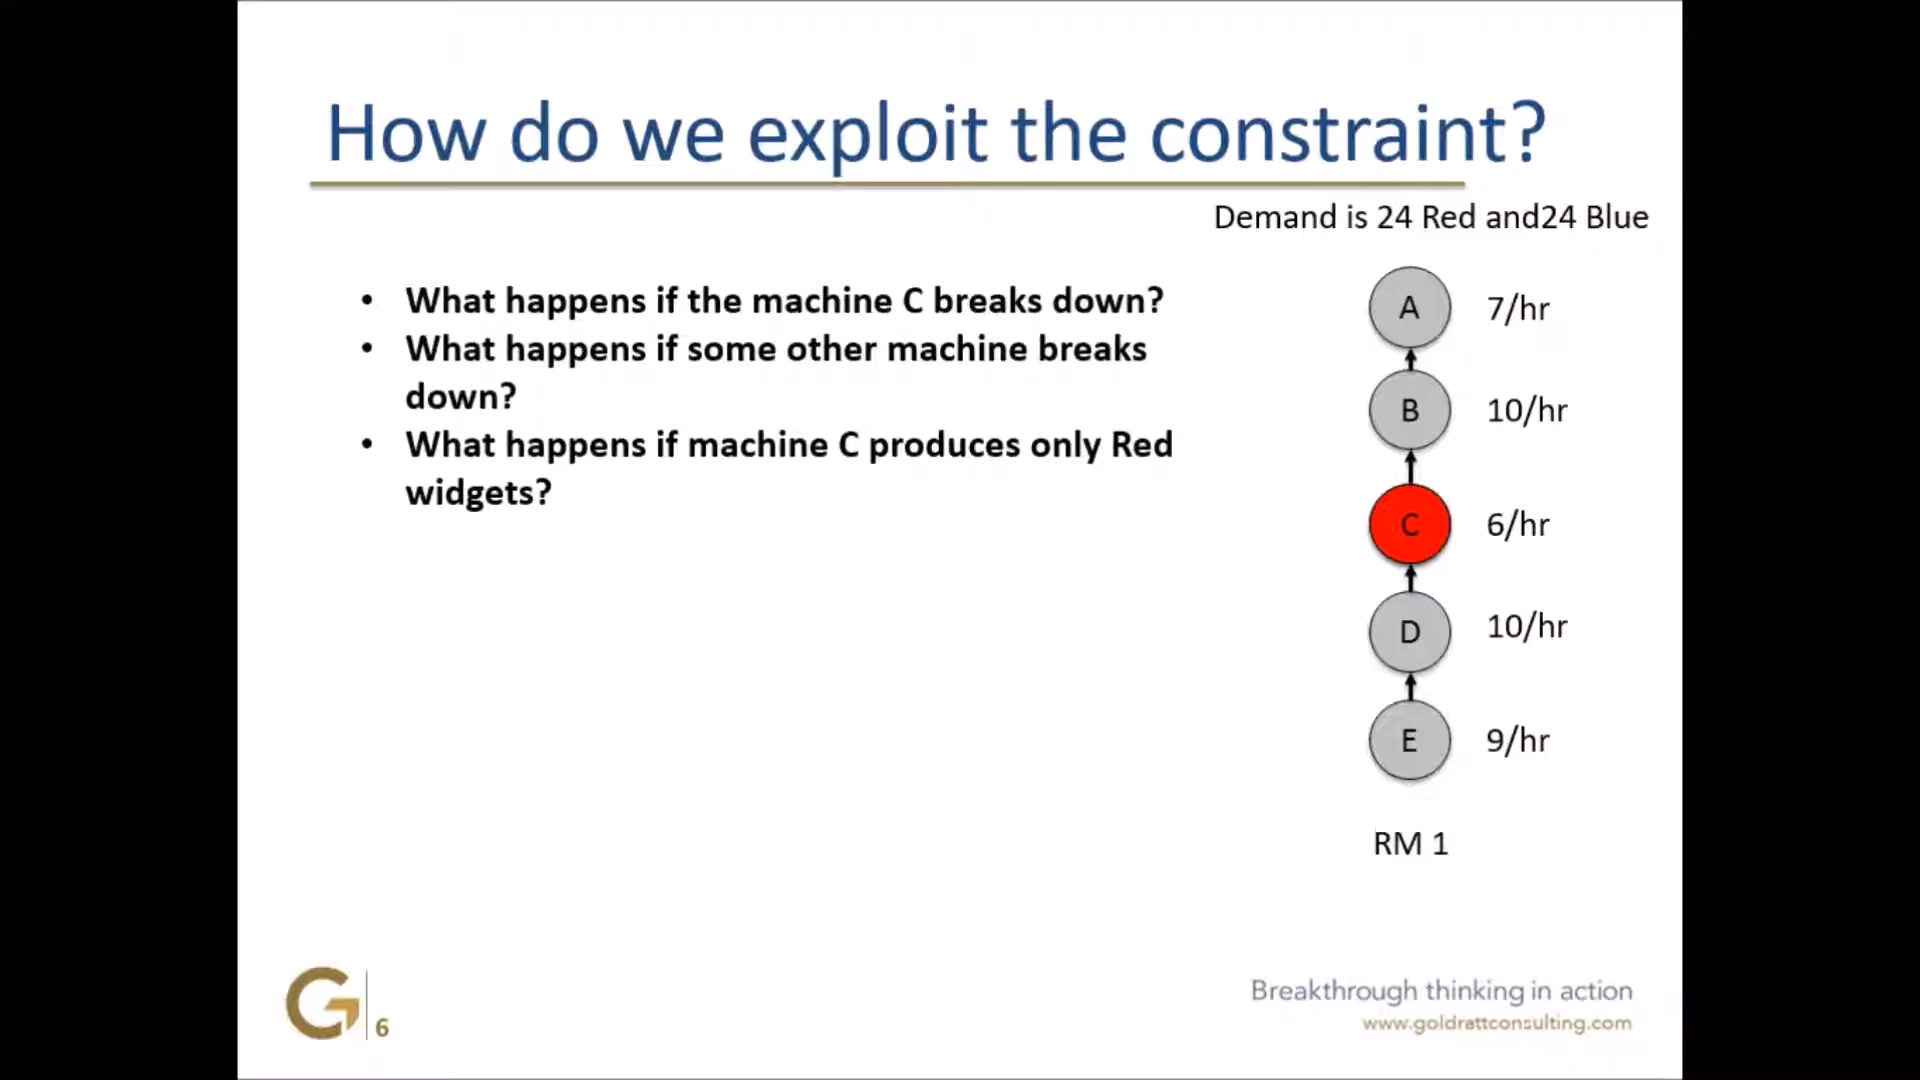 How do we exploit the constraint?
Demand is 24 Red and24 Blue
• What happens if the machine C breaks down?
• What happens if some other machine breaks
down?
• What happens if machine C produces only Red
widgets?
A 7/hr
B 10/hr
C 6/hr
D 10/hr
E 9/hr
RM 1
G 6
Breakthrough thinking in action
www.goldrattconsulting.com